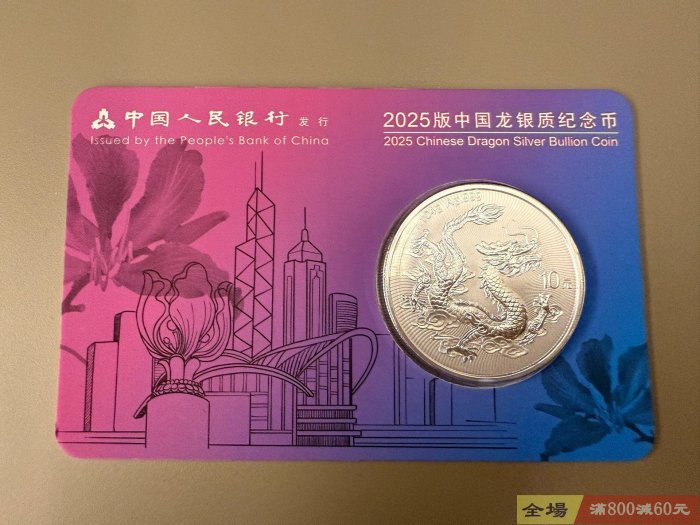 中国人民银行 发行
Issued by the People's Bank of China
2025版中国龙银质纪念币
2025 Chinese Dragon Silver Bullion Coin
Ag.999
10元
全場 滿800減60元